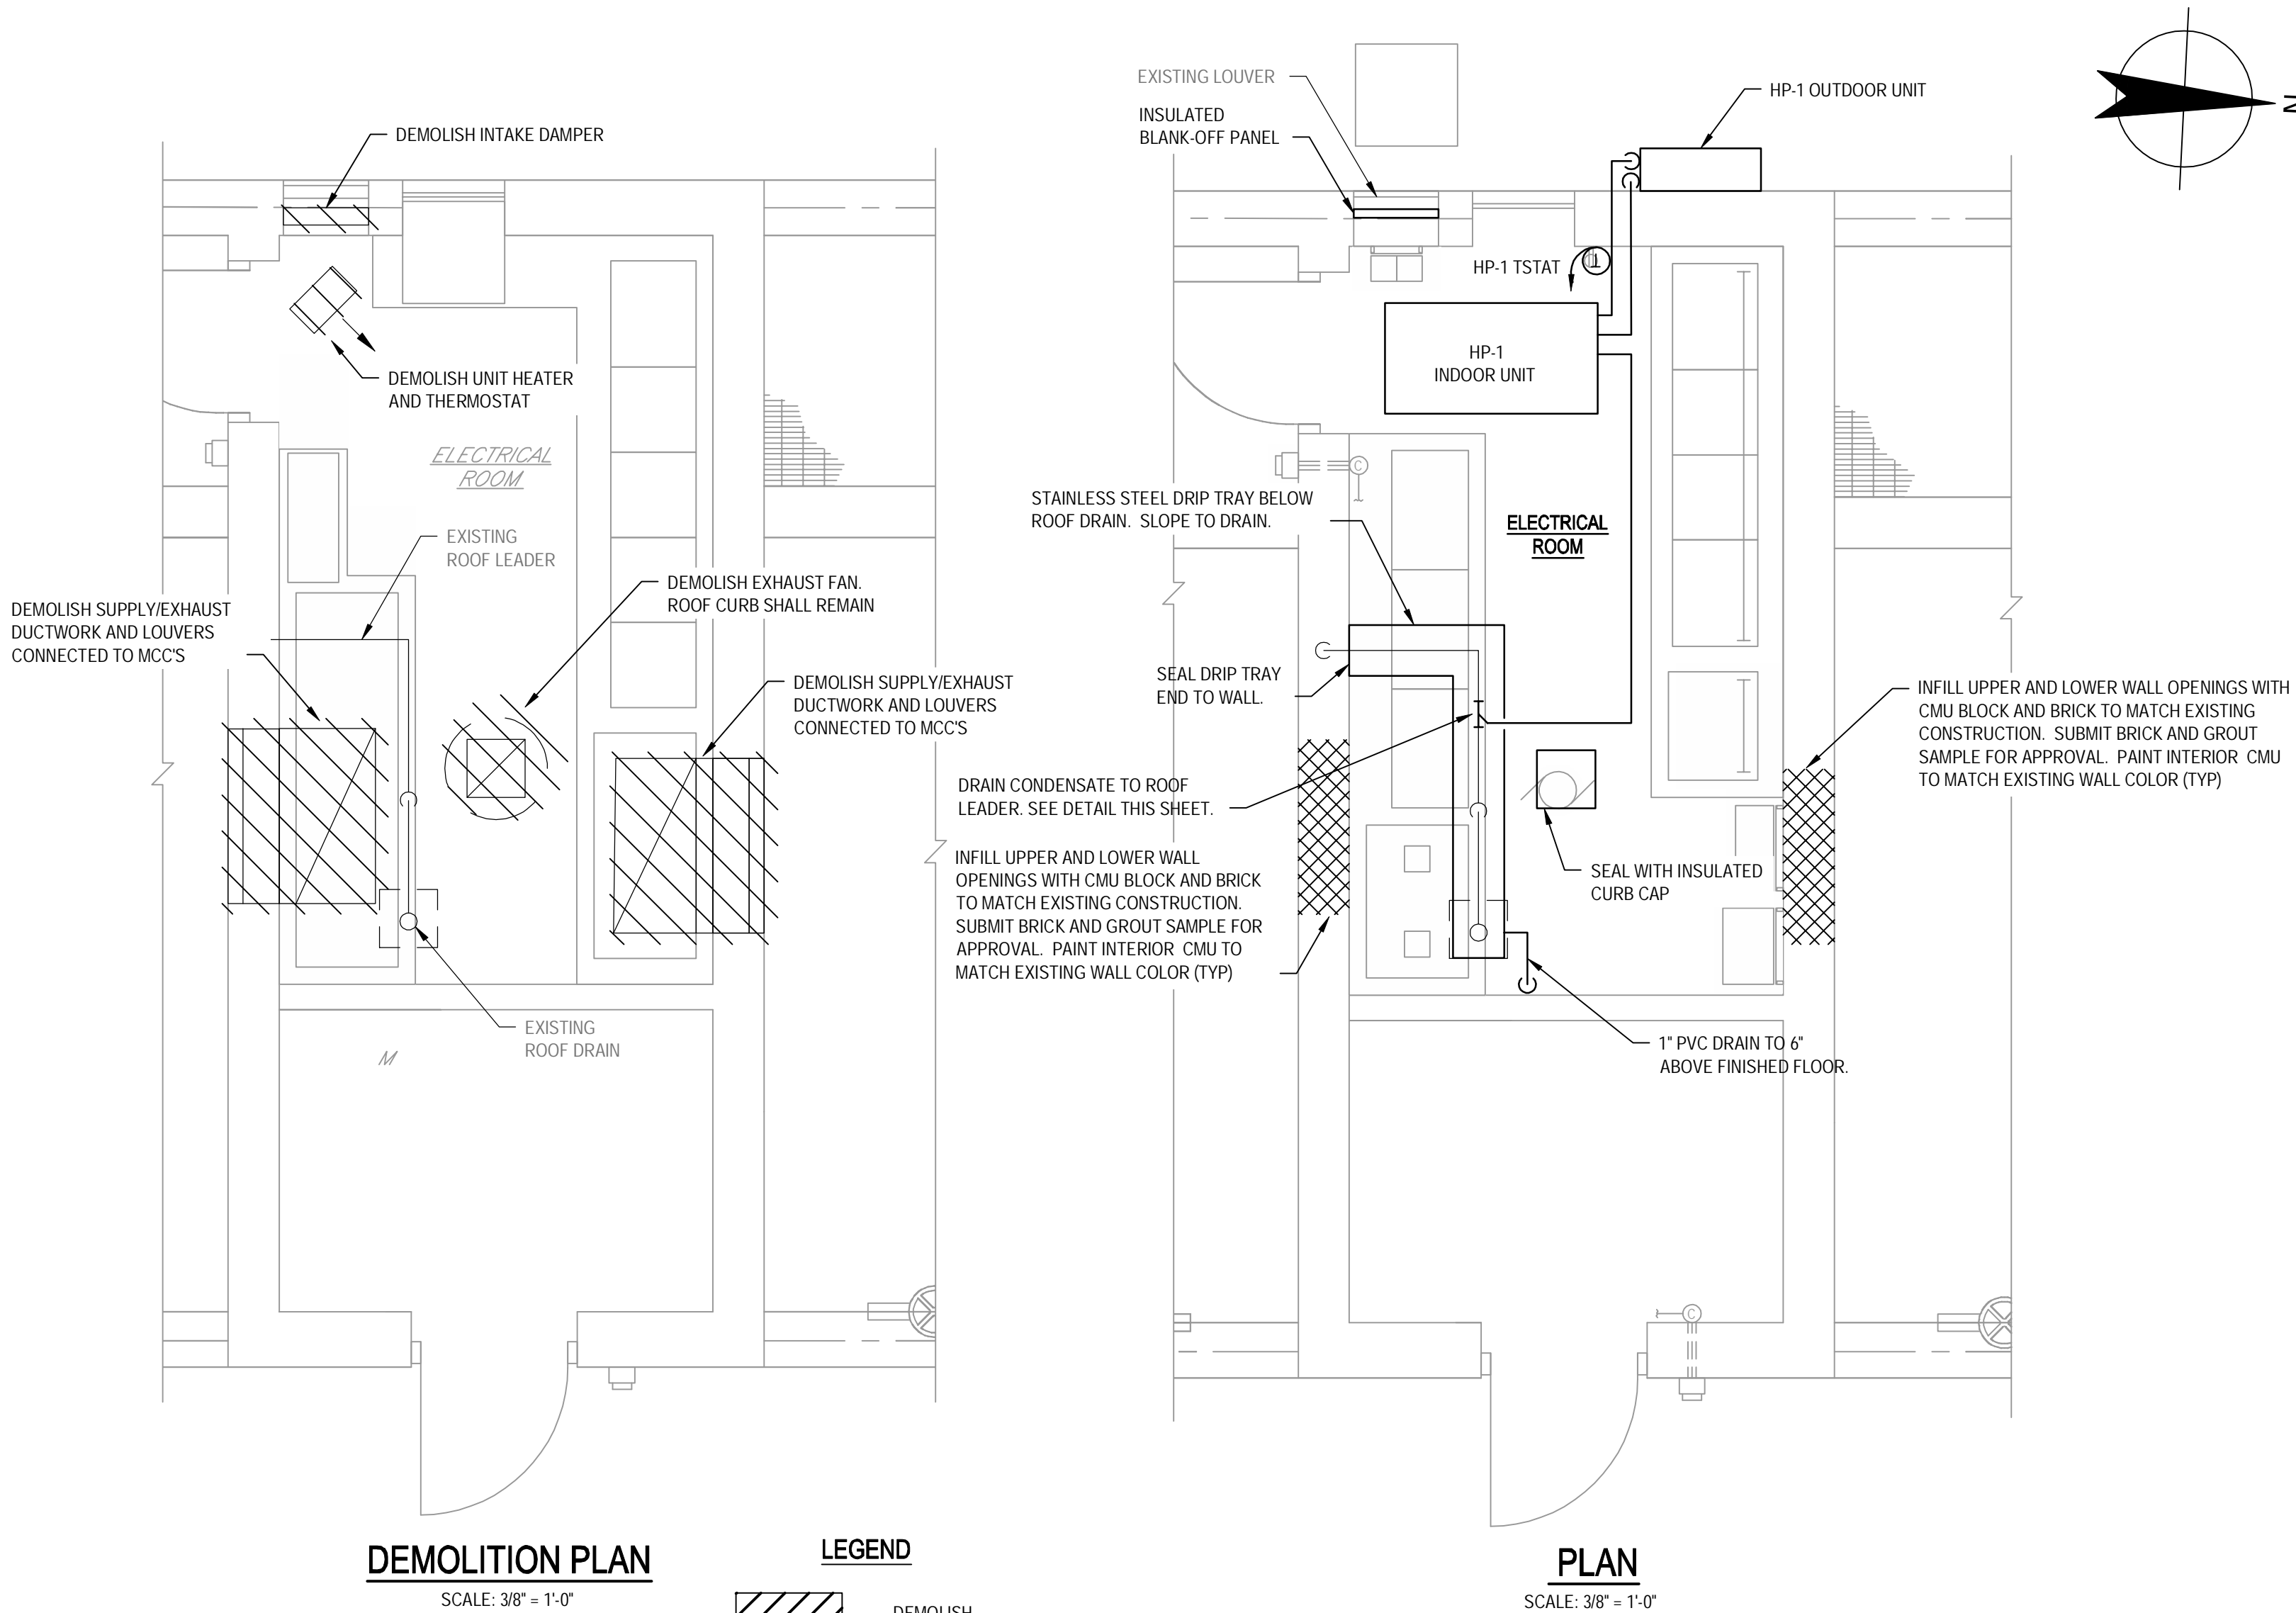 DEMOLISH INTAKE DAMPER
DEMOLISH UNIT HEATER
AND THERMOSTAT
ELECTRICAL
ROOM
EXISTING
ROOF LEADER
DEMOLISH EXHAUST FAN.
ROOF CURB SHALL REMAIN
DEMOLISH SUPPLY/EXHAUST
DUCTWORK AND LOUVERS
CONNECTED TO MCC'S
DEMOLISH SUPPLY/EXHAUST
DUCTWORK AND LOUVERS
CONNECTED TO MCC'S
EXISTING
ROOF DRAIN
M
DEMOLITION PLAN
SCALE: 3/8" = 1'-0"
LEGEND
DEMOLISH
EXISTING LOUVER
INSULATED
BLANK-OFF PANEL
HP-1 OUTDOOR UNIT
N
HP-1 TSTAT
T
HP-1
INDOOR UNIT
C
STAINLESS STEEL DRIP TRAY BELOW
ROOF DRAIN. SLOPE TO DRAIN.
ELECTRICAL
ROOM
SEAL DRIP TRAY
END TO WALL.
INFILL UPPER AND LOWER WALL OPENINGS WITH
CMU BLOCK AND BRICK TO MATCH EXISTING
CONSTRUCTION. SUBMIT BRICK AND GROUT
SAMPLE FOR APPROVAL. PAINT INTERIOR CMU
TO MATCH EXISTING WALL COLOR (TYP)
DRAIN CONDENSATE TO ROOF
LEADER. SEE DETAIL THIS SHEET.
INFILL UPPER AND LOWER WALL
OPENINGS WITH CMU BLOCK AND BRICK
TO MATCH EXISTING CONSTRUCTION.
SUBMIT BRICK AND GROUT SAMPLE FOR
APPROVAL. PAINT INTERIOR CMU TO
MATCH EXISTING WALL COLOR (TYP)
SEAL WITH INSULATED
CURB CAP
1" PVC DRAIN TO 6"
ABOVE FINISHED FLOOR.
C
PLAN
SCALE: 3/8" = 1'-0"